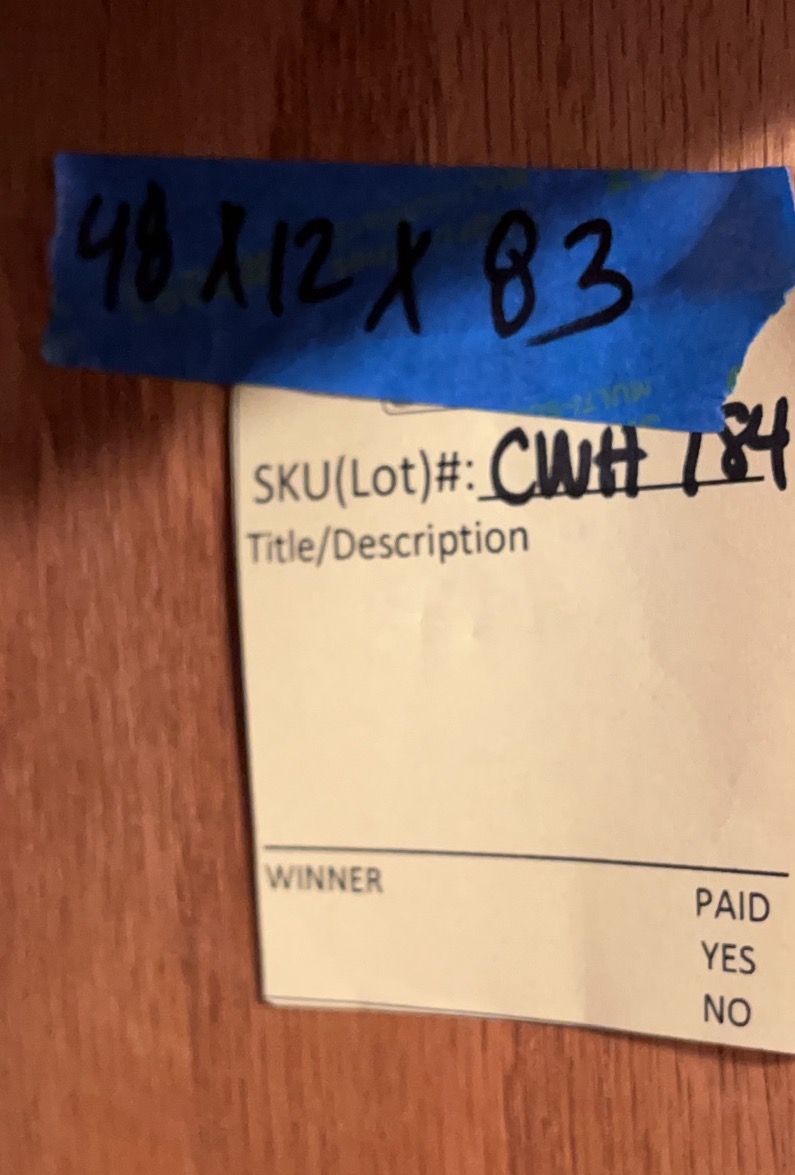 48 X 12 X 83
SKU(Lot)#: CWH 184
Title/Description
WINNER
PAID
YES
NO